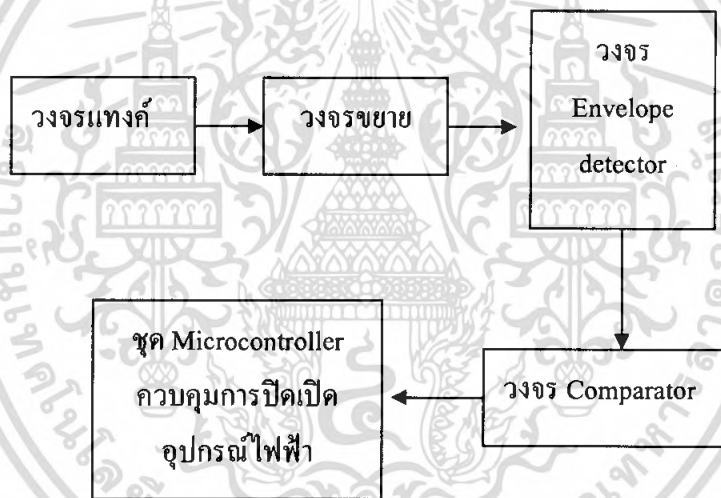 วงจรแทงค์
วงจรขยาย
วงจร
Envelope
detector
วงจร Comparator
ชุด Microcontroller
ควบคุมการปิดเปิด
อุปกรณ์ไฟฟ้า